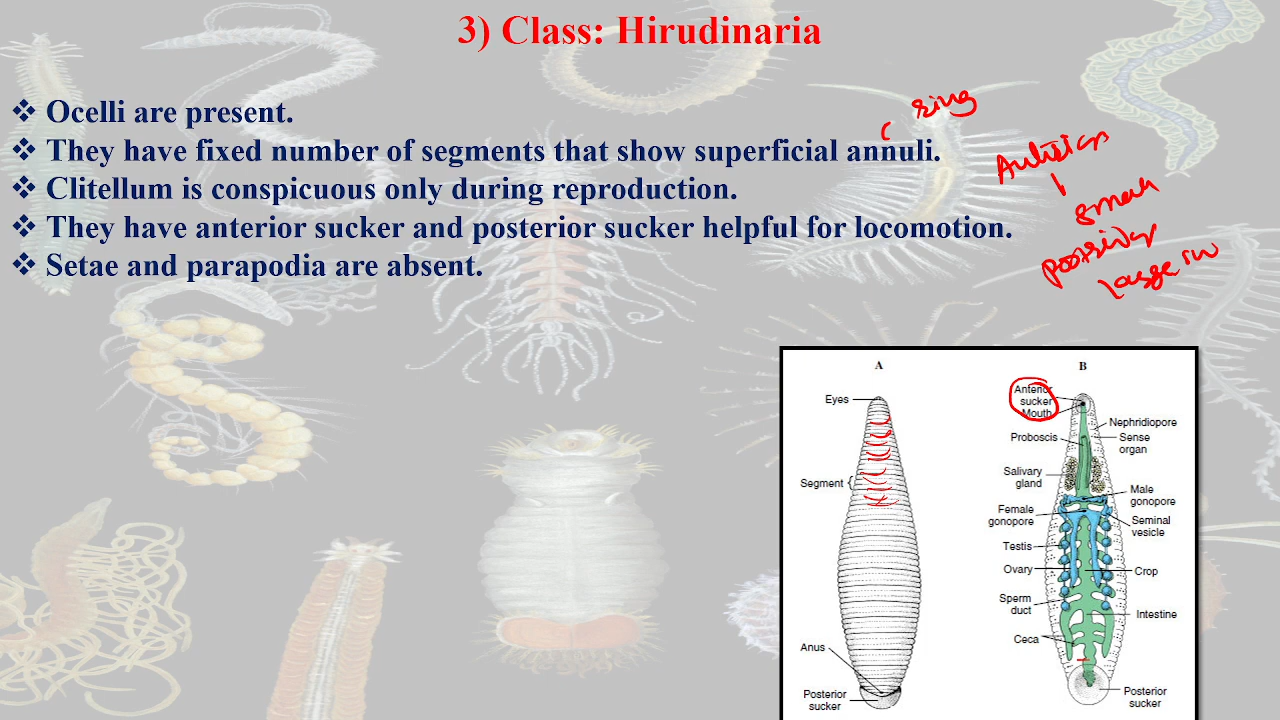 3) Class: Hirudinaria
❖ Ocelli are present.
❖ They have fixed number of segments that show superficial annuli.
❖ Clitellum is conspicuous only during reproduction.
❖ They have anterior sucker and posterior sucker helpful for locomotion.
❖ Setae and parapodia are absent.
ring
small
A
Eyes
Segment
Anus
Posterior
sucker
B
Anterior
sucker
Mouth
Proboscis
Salivary
gland
Female
gonopore
Testis
Ovary
Sperm
duct
Ceca
Nephridiopore
Sense
organ
Male
gonopore
Seminal
vesicle
Crop
Intestine
Posterior
sucker